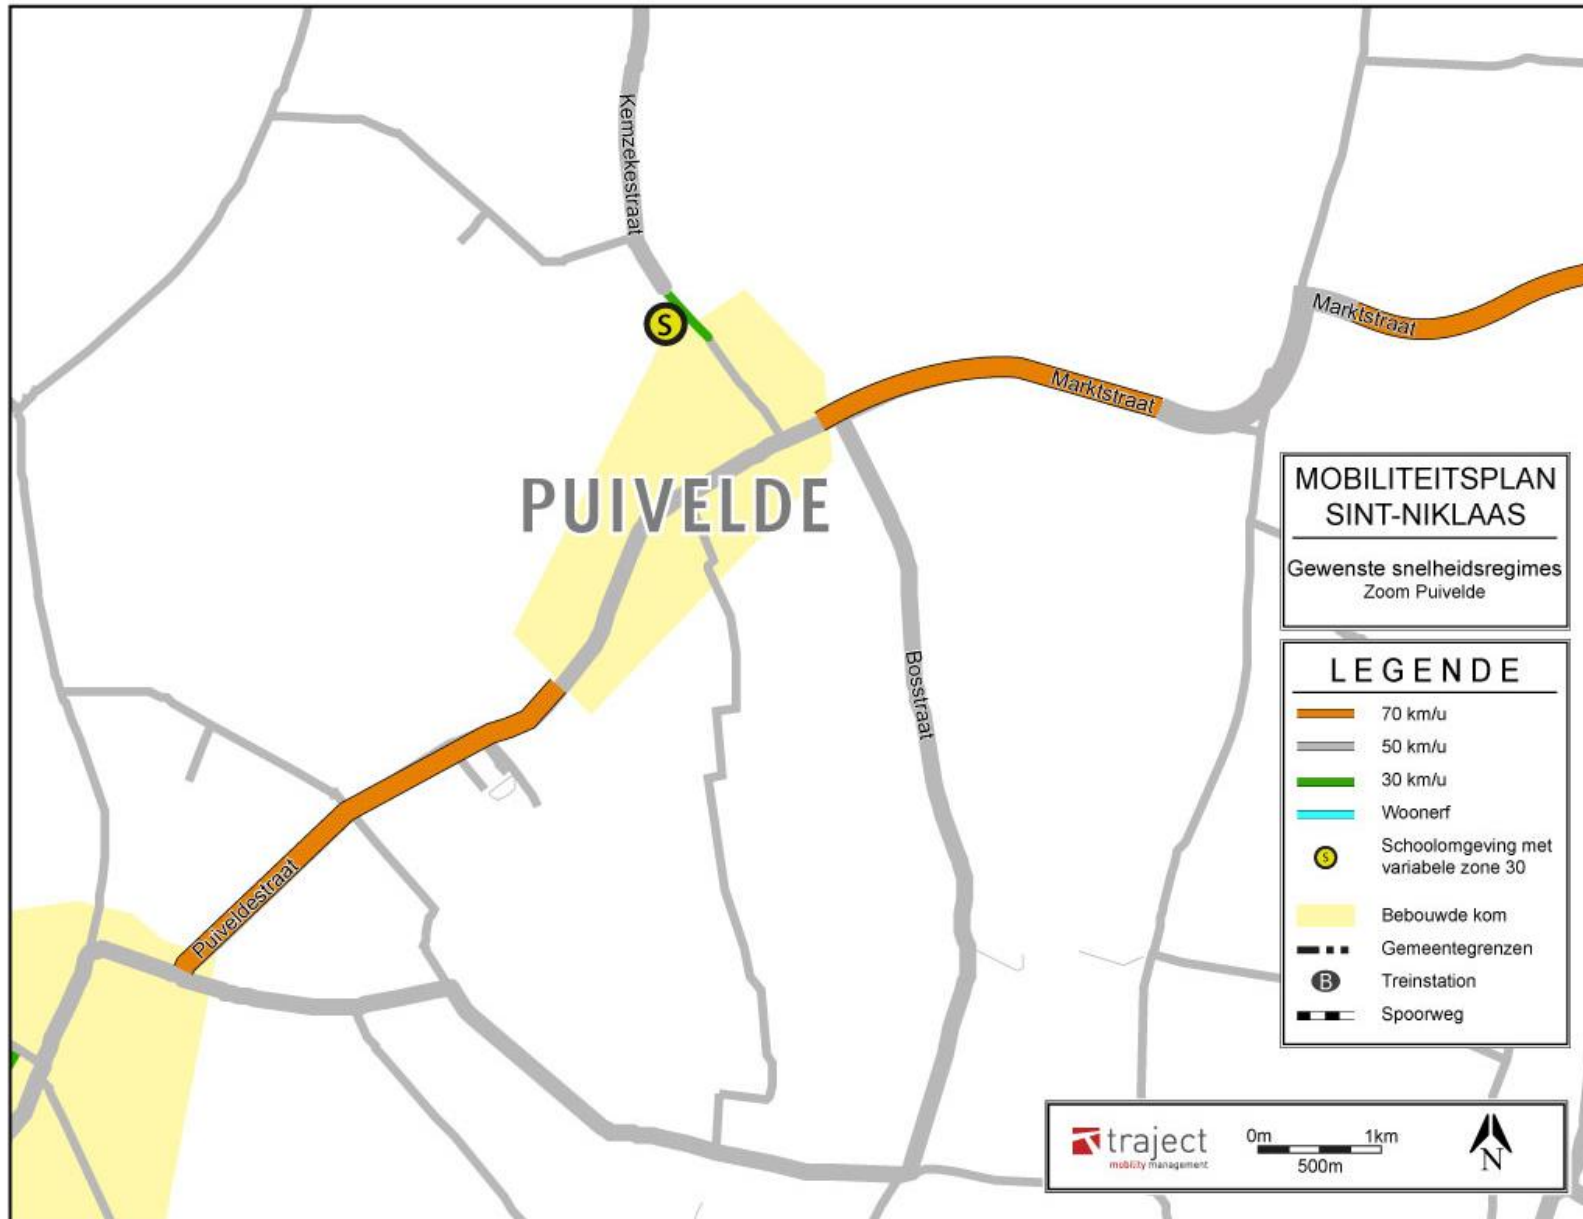 Kemzekestraat
S
Marktstraat
Marktstraat
PUIVELDE
Bosstraat
Puiveldestraat
MOBILITEITSPLAN
SINT-NIKLAAS
Gewenste snelheidsregimes
Zoom Puivelde
LEGENDE
70 km/u
50 km/u
30 km/u
Woonerf
S
Schoolomgeving met
variabele zone 30
Bebouwde kom
Gemeentegrenzen
B
Treinstation
Spoorweg
traject
mobility management
0m
1km
500m
N